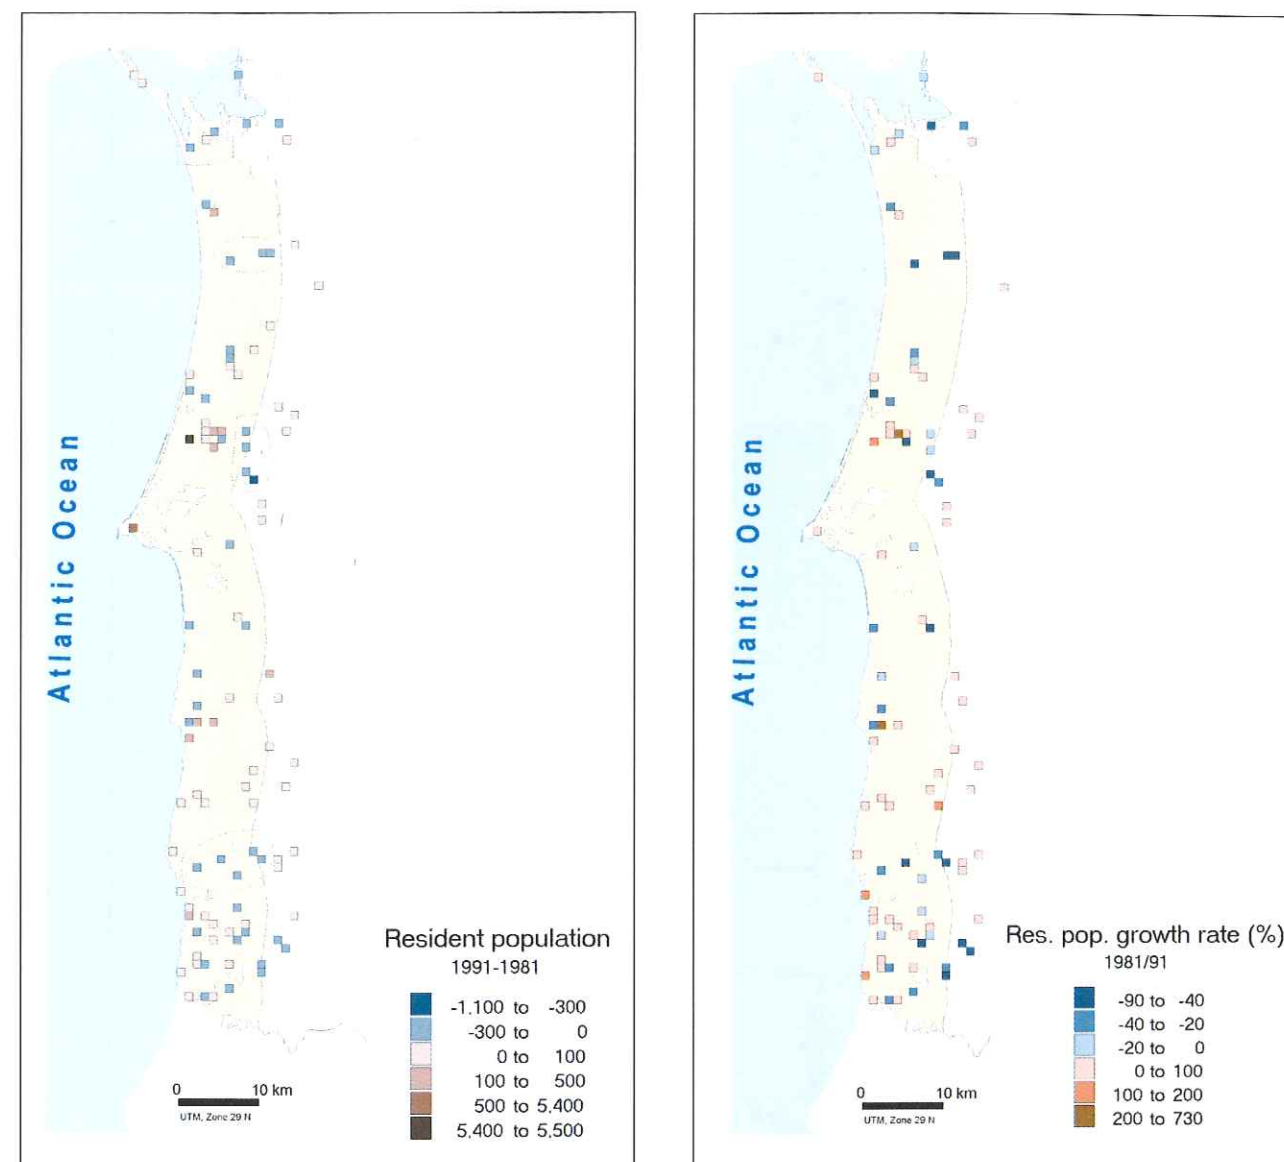 Atlantic Ocean
Resident population
1991-1981
-1,100 to -300
-300 to 0
0 to 100
100 to 500
500 to 5,400
5,400 to 5,500
0 10 km
UTM, Zone 29 N
Atlantic Ocean
Res. pop. growth rate (%)
1981/91
-90 to -40
-40 to -20
-20 to 0
0 to 100
100 to 200
200 to 730
0 10 km
UTM, Zone 29 N